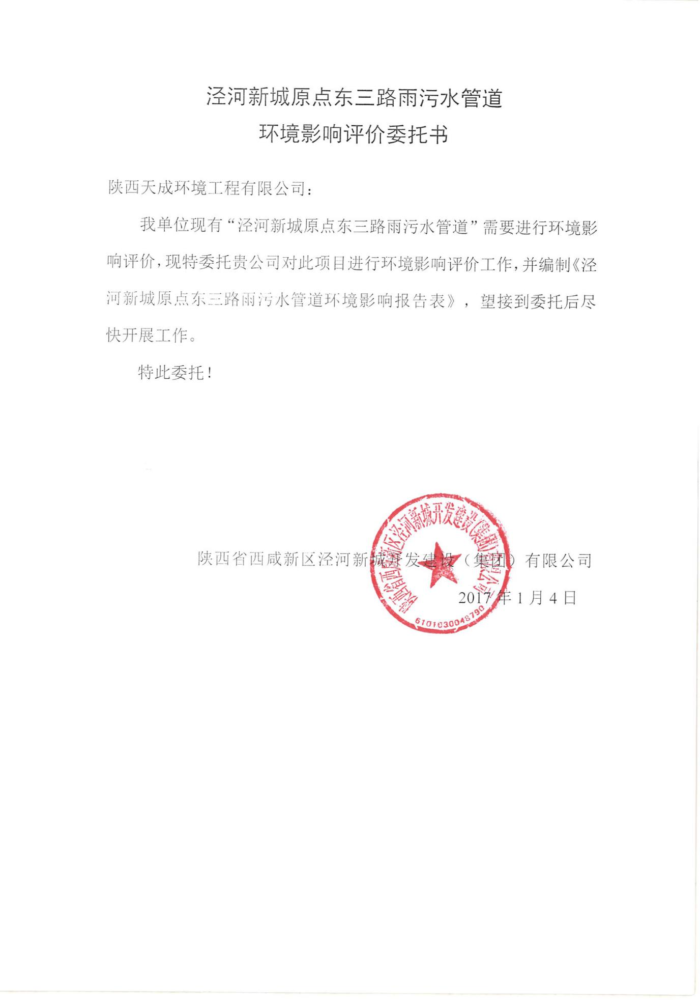 泾河新城原点东三路雨污水管道
环境影响评价委托书
陕西天成环境工程有限公司：
我单位现有“泾河新城原点东三路雨污水管道”需要进行环境影
响评价，现特委托贵公司对此项目进行环境影响评价工作，并编制《泾
河新城原点东三路雨污水管道环境影响报告表》，望接到委托后尽
快开展工作。
特此委托！
陕西省西咸新区泾河新城开发建设（集团）有限公司
陕西省西咸新区泾河新城开发建设（集团）有限公司
2017 年 1 月 4 日
6101030048790